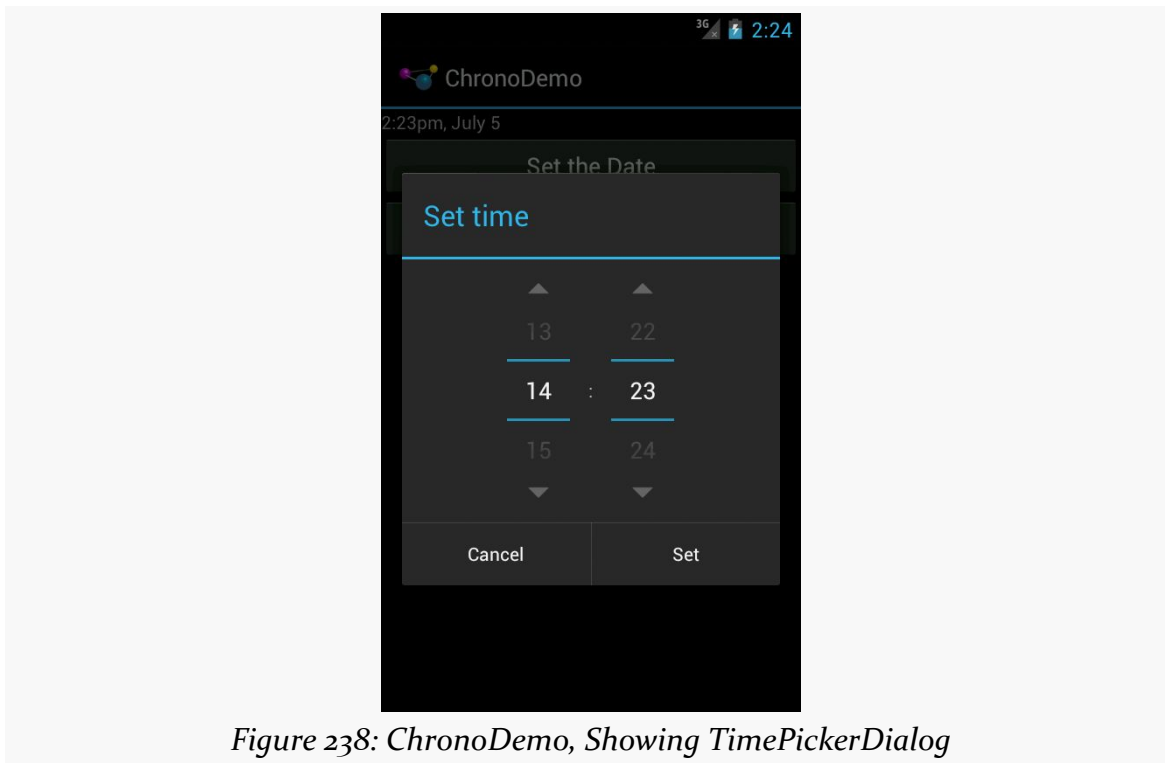 3G 2:24
ChronoDemo
2:23pm, July 5
Set the Date
Set time
13 22
14 : 23
15 24
Cancel Set
Figure 238: ChronoDemo, Showing TimePickerDialog